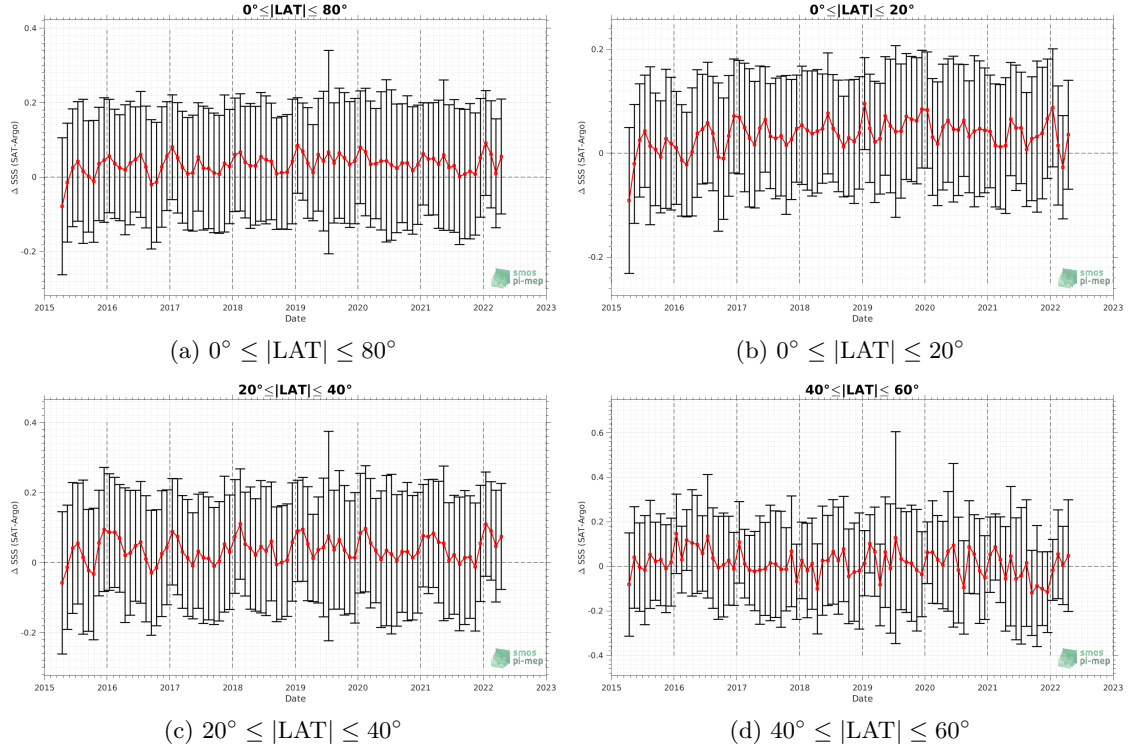 0°≤|LAT|≤ 80°
0.4
0.2
0
-0.2
Δ SSS (SAT-Argo)
smos
pi-mep
2015 2016 2017 2018 2019 2020 2021 2022 2023
Date
(a) 0° ≤ |LAT| ≤ 80°
0°≤|LAT|≤ 20°
0.2
0
-0.2
Δ SSS (SAT-Argo)
smos
pi-mep
2015 2016 2017 2018 2019 2020 2021 2022 2023
Date
(b) 0° ≤ |LAT| ≤ 20°
20°≤|LAT|≤ 40°
0.4
0.2
0
-0.2
Δ SSS (SAT-Argo)
smos
pi-mep
2015 2016 2017 2018 2019 2020 2021 2022 2023
Date
(c) 20° ≤ |LAT| ≤ 40°
40°≤|LAT|≤ 60°
0.6
0.4
0.2
0
-0.2
-0.4
Δ SSS (SAT-Argo)
smos
pi-mep
2015 2016 2017 2018 2019 2020 2021 2022 2023
Date
(d) 40° ≤ |LAT| ≤ 60°